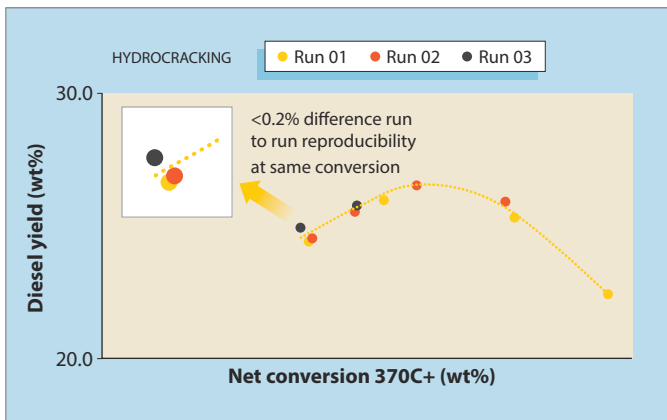 HYDROCRACKING
Run 01 Run 02 Run 03
30.0
<0.2% difference run
to run reproducibility
at same conversion
Diesel yield (wt%)
20.0
Net conversion 370C+ (wt%)